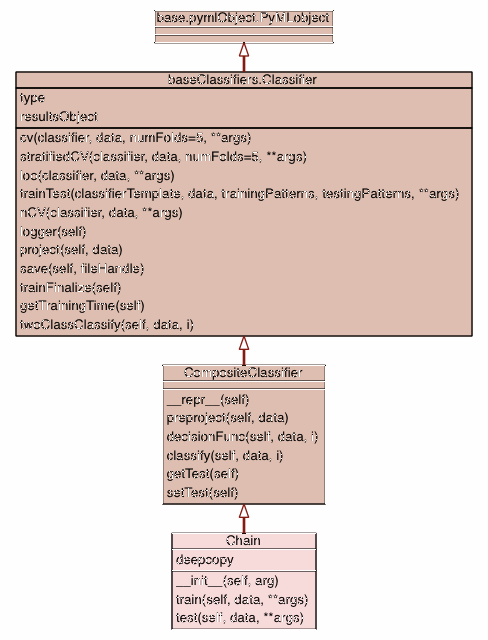 base.pymlObject.PyMLobject
baseClassifiers.Classifier
type
resultsObject
cv(classifier, data, numFolds=5, **args)
stratifiedCV(classifier, data, numFolds=5, **args)
loo(classifier, data, **args)
trainTest(classifierTemplate, data, trainingPatterns, testingPatterns, **args)
nCV(classifier, data, **args)
logger(self)
project(self, data)
save(self, fileHandle)
trainFinalize(self)
getTrainingTime(self)
twoClassClassify(self, data, i)
CompositeClassifier
__repr__(self)
preproject(self, data)
decisionFunc(self, data, i)
classify(self, data, i)
getTest(self)
setTest(self)
Chain
deepcopy
__init__(self, arg)
train(self, data, **args)
test(self, data, **args)